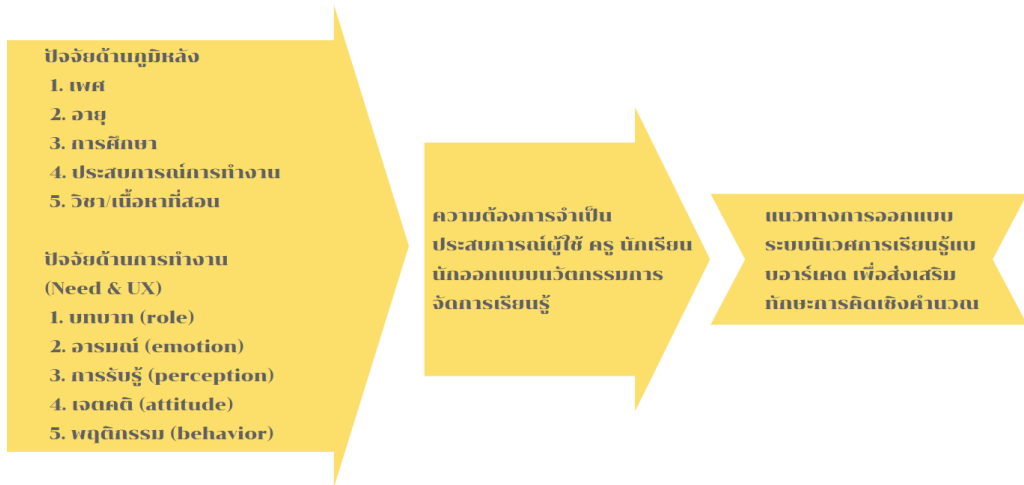 ปัจจัยด้านภูมิหลัง
1. เพศ
2. อายุ
3. การศึกษา
4. ประสบการณ์การทำงาน
5. วิชา/เนื้อหาที่สอน
ปัจจัยด้านการทำงาน
(Need & UX)
1. บทบาท (role)
2. อารมณ์ (emotion)
3. การรับรู้ (perception)
4. เจตคติ (attitude)
5. พฤติกรรม (behavior)
ความต้องการจำเป็น
ประสบการณ์ผู้ใช้ ครู นักเรียน
นักออกแบบนวัตกรรมการ
จัดการเรียนรู้
แนวทางการออกแบบ
ระบบนิเวศการเรียนรู้แบ
บอาร์เคด เพื่อส่งเสริม
ทักษะการคิดเชิงคำนวณ